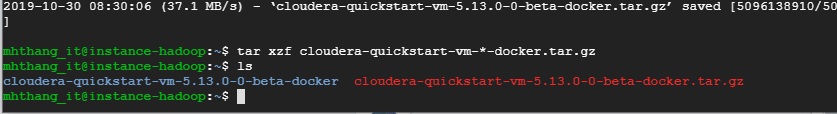 2019-10-30 08:30:06 (37.1 MB/s) - ‘cloudera-quickstart-vm-5.13.0-0-beta-docker.tar.gz’ saved [5096138910/50
]
mhthang_it@instance-hadoop:~$ tar xzf cloudera-quickstart-vm-*-docker.tar.gz
mhthang_it@instance-hadoop:~$ ls
cloudera-quickstart-vm-5.13.0-0-beta-docker  cloudera-quickstart-vm-5.13.0-0-beta-docker.tar.gz
mhthang_it@instance-hadoop:~$